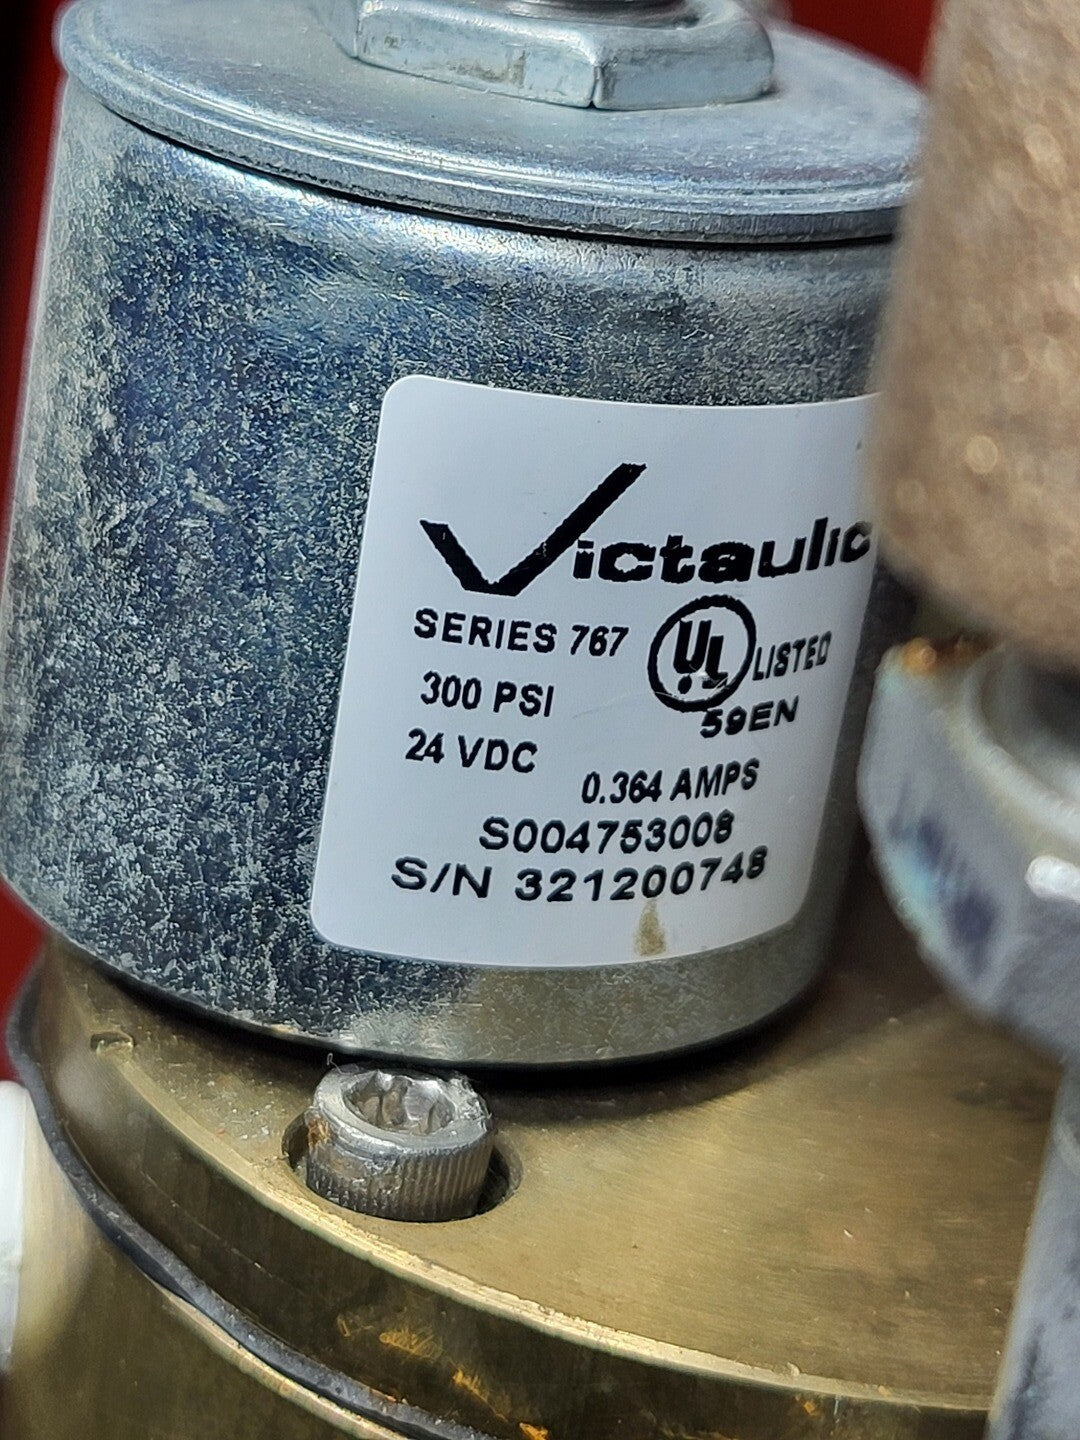 Victaulic
SERIES 767
UL LISTED
300 PSI
59EN
24 VDC
0.364 AMPS
S004753008
S/N 321200748